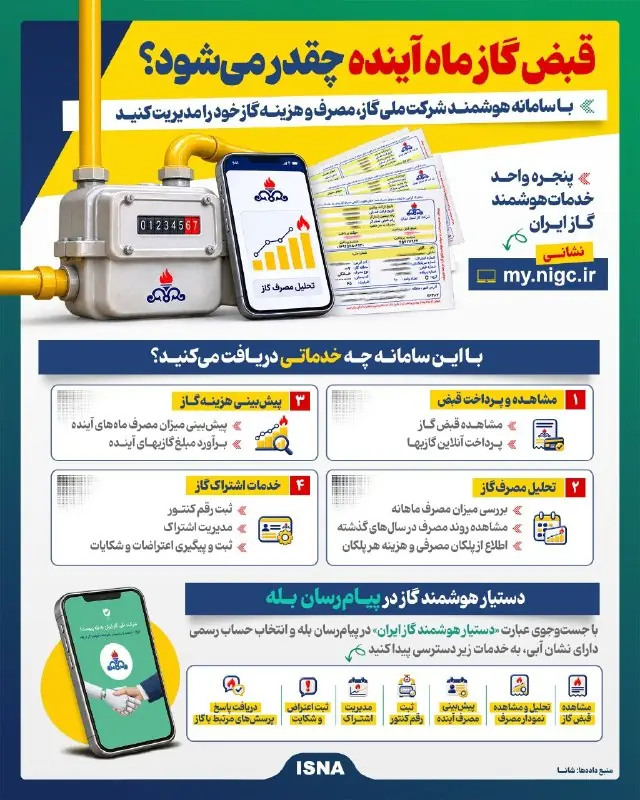 قبض گاز ماه آینده چقدر می‌شود؟
با سامانه هوشمند شرکت ملی گاز، مصرف و هزینه گاز خود را مدیریت کنید
پنجره واحد
خدمات هوشمند
گاز ایران
نشانی
my.nigc.ir
01234567
تحلیل مصرف گاز
با این سامانه چه خدماتی دریافت می‌کنید؟
۱ مشاهده و پرداخت قبض
مشاهده قبض گاز
پرداخت آنلاین گازبها
۲ تحلیل مصرف گاز
بررسی میزان مصرف ماهانه
مشاهده روند مصرف در سال‌های گذشته
اطلاع از پلکان مصرفی و هزینه هر پلکان
۳ پیش‌بینی هزینه گاز
پیش‌بینی میزان مصرف ماه‌های آینده
برآورد مبلغ گازبهای آینده
۴ خدمات اشتراک گاز
ثبت رقم کنتور
مدیریت اشتراک
ثبت و پیگیری اعتراضات و شکایات
دستیار هوشمند گاز در پیام‌رسان بله
با جست‌وجوی عبارت «دستیار هوشمند گاز ایران» در پیام‌رسان بله و انتخاب حساب رسمی
دارای نشان آبی، به خدمات زیر دسترسی پیدا کنید
مشاهده
قبض گاز
تحلیل و مشاهده
نمودار مصرف
پیش‌بینی
مصرف آینده
ثبت
رقم کنتور
مدیریت
اشتراک
ثبت اعتراض
و شکایت
دریافت پاسخ
پرسش‌های مرتبط با گاز
ISNA
منبع داده‌ها: شانا